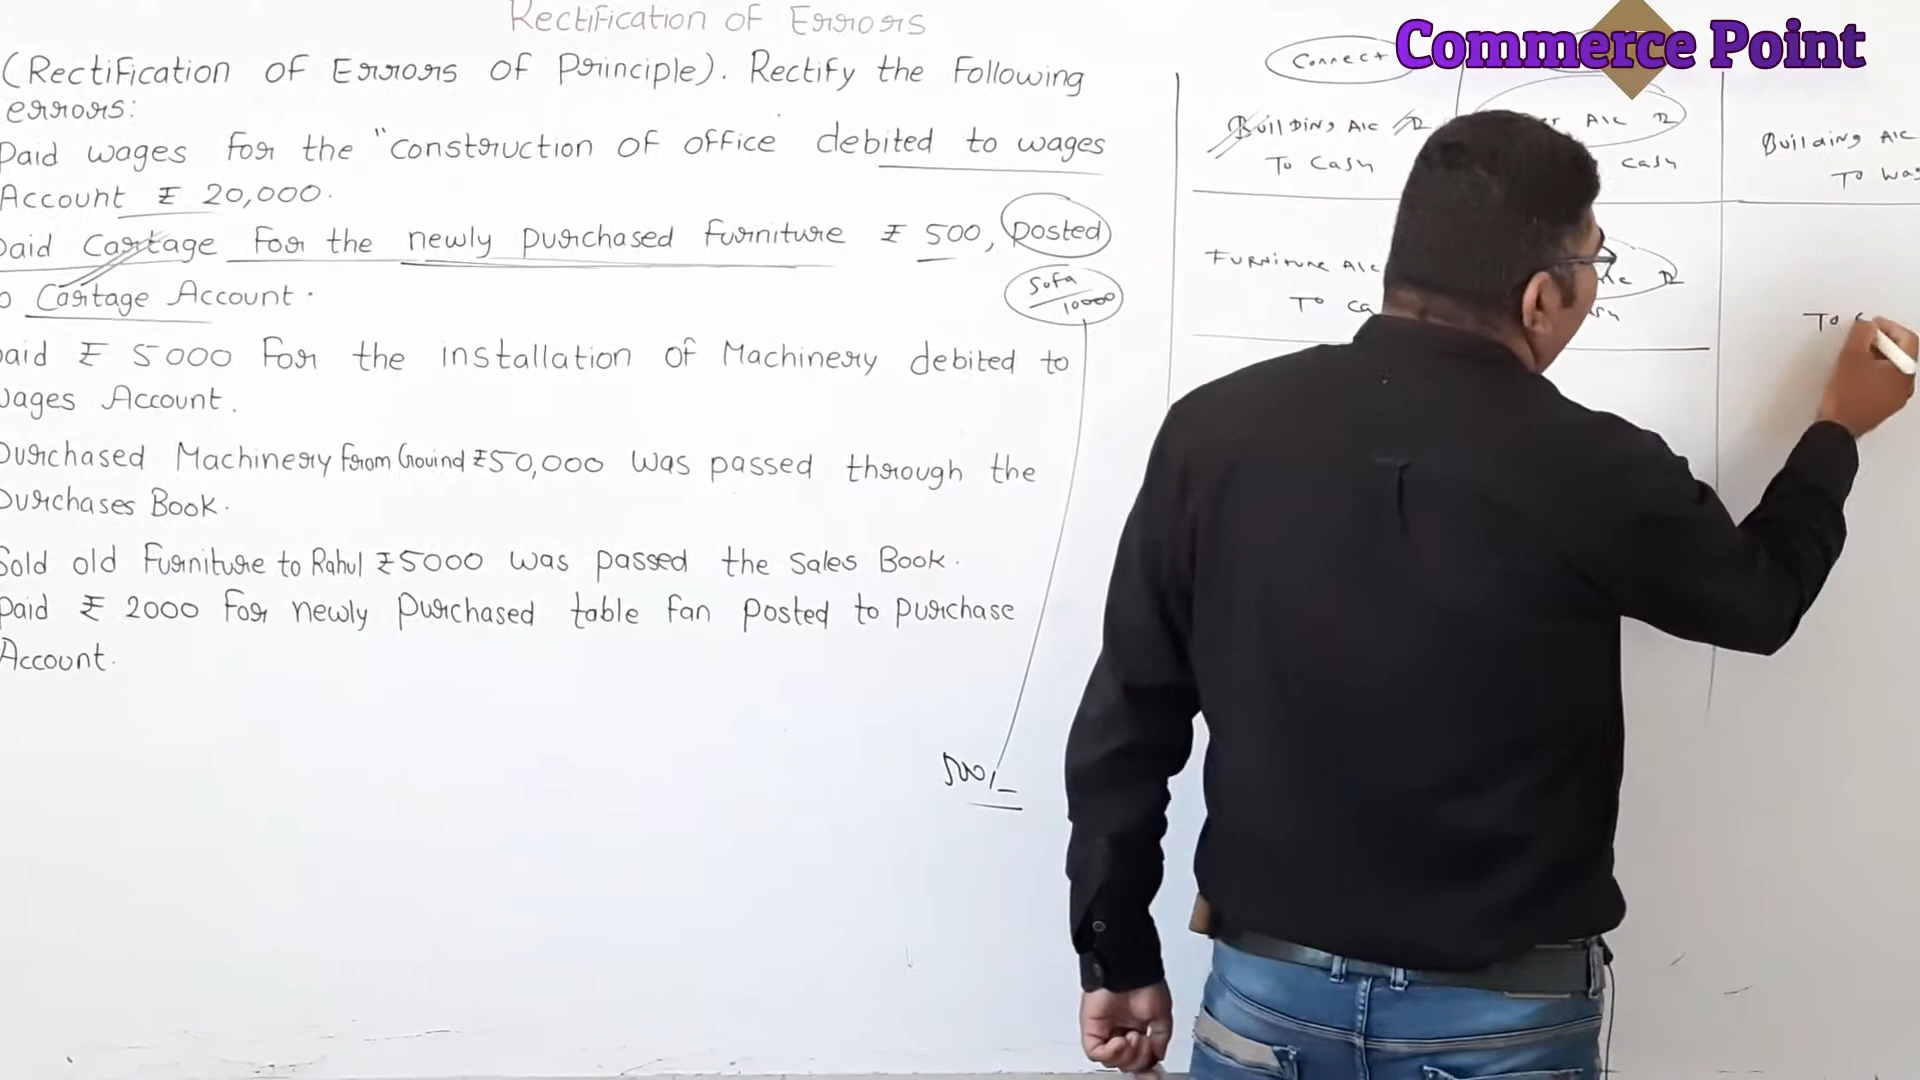 Rectification of Errors
(Rectification of Errors of Principle). Rectify the Following
errors:
Paid wages for the "construction of office debited to wages
Account ₹ 20,000.
paid Cartage For the newly purchased furniture ₹ 500, posted
to Cartage Account.
Sofa
10000
paid ₹ 5000 For the installation of Machinery debited to
wages Account.
Purchased Machinery from Govind ₹50,000 was passed through the
Purchases Book.
Sold old Furniture to Rahul ₹5000 was passed the Sales Book.
Paid ₹ 2000 For newly purchased table fan posted to purchase
Account.
500/-
Commerce Point
Correct
Building A/c Dr
To Cash
A/c Dr
Cash
Building A/c
To
Furniture A/c
To
Dr
To